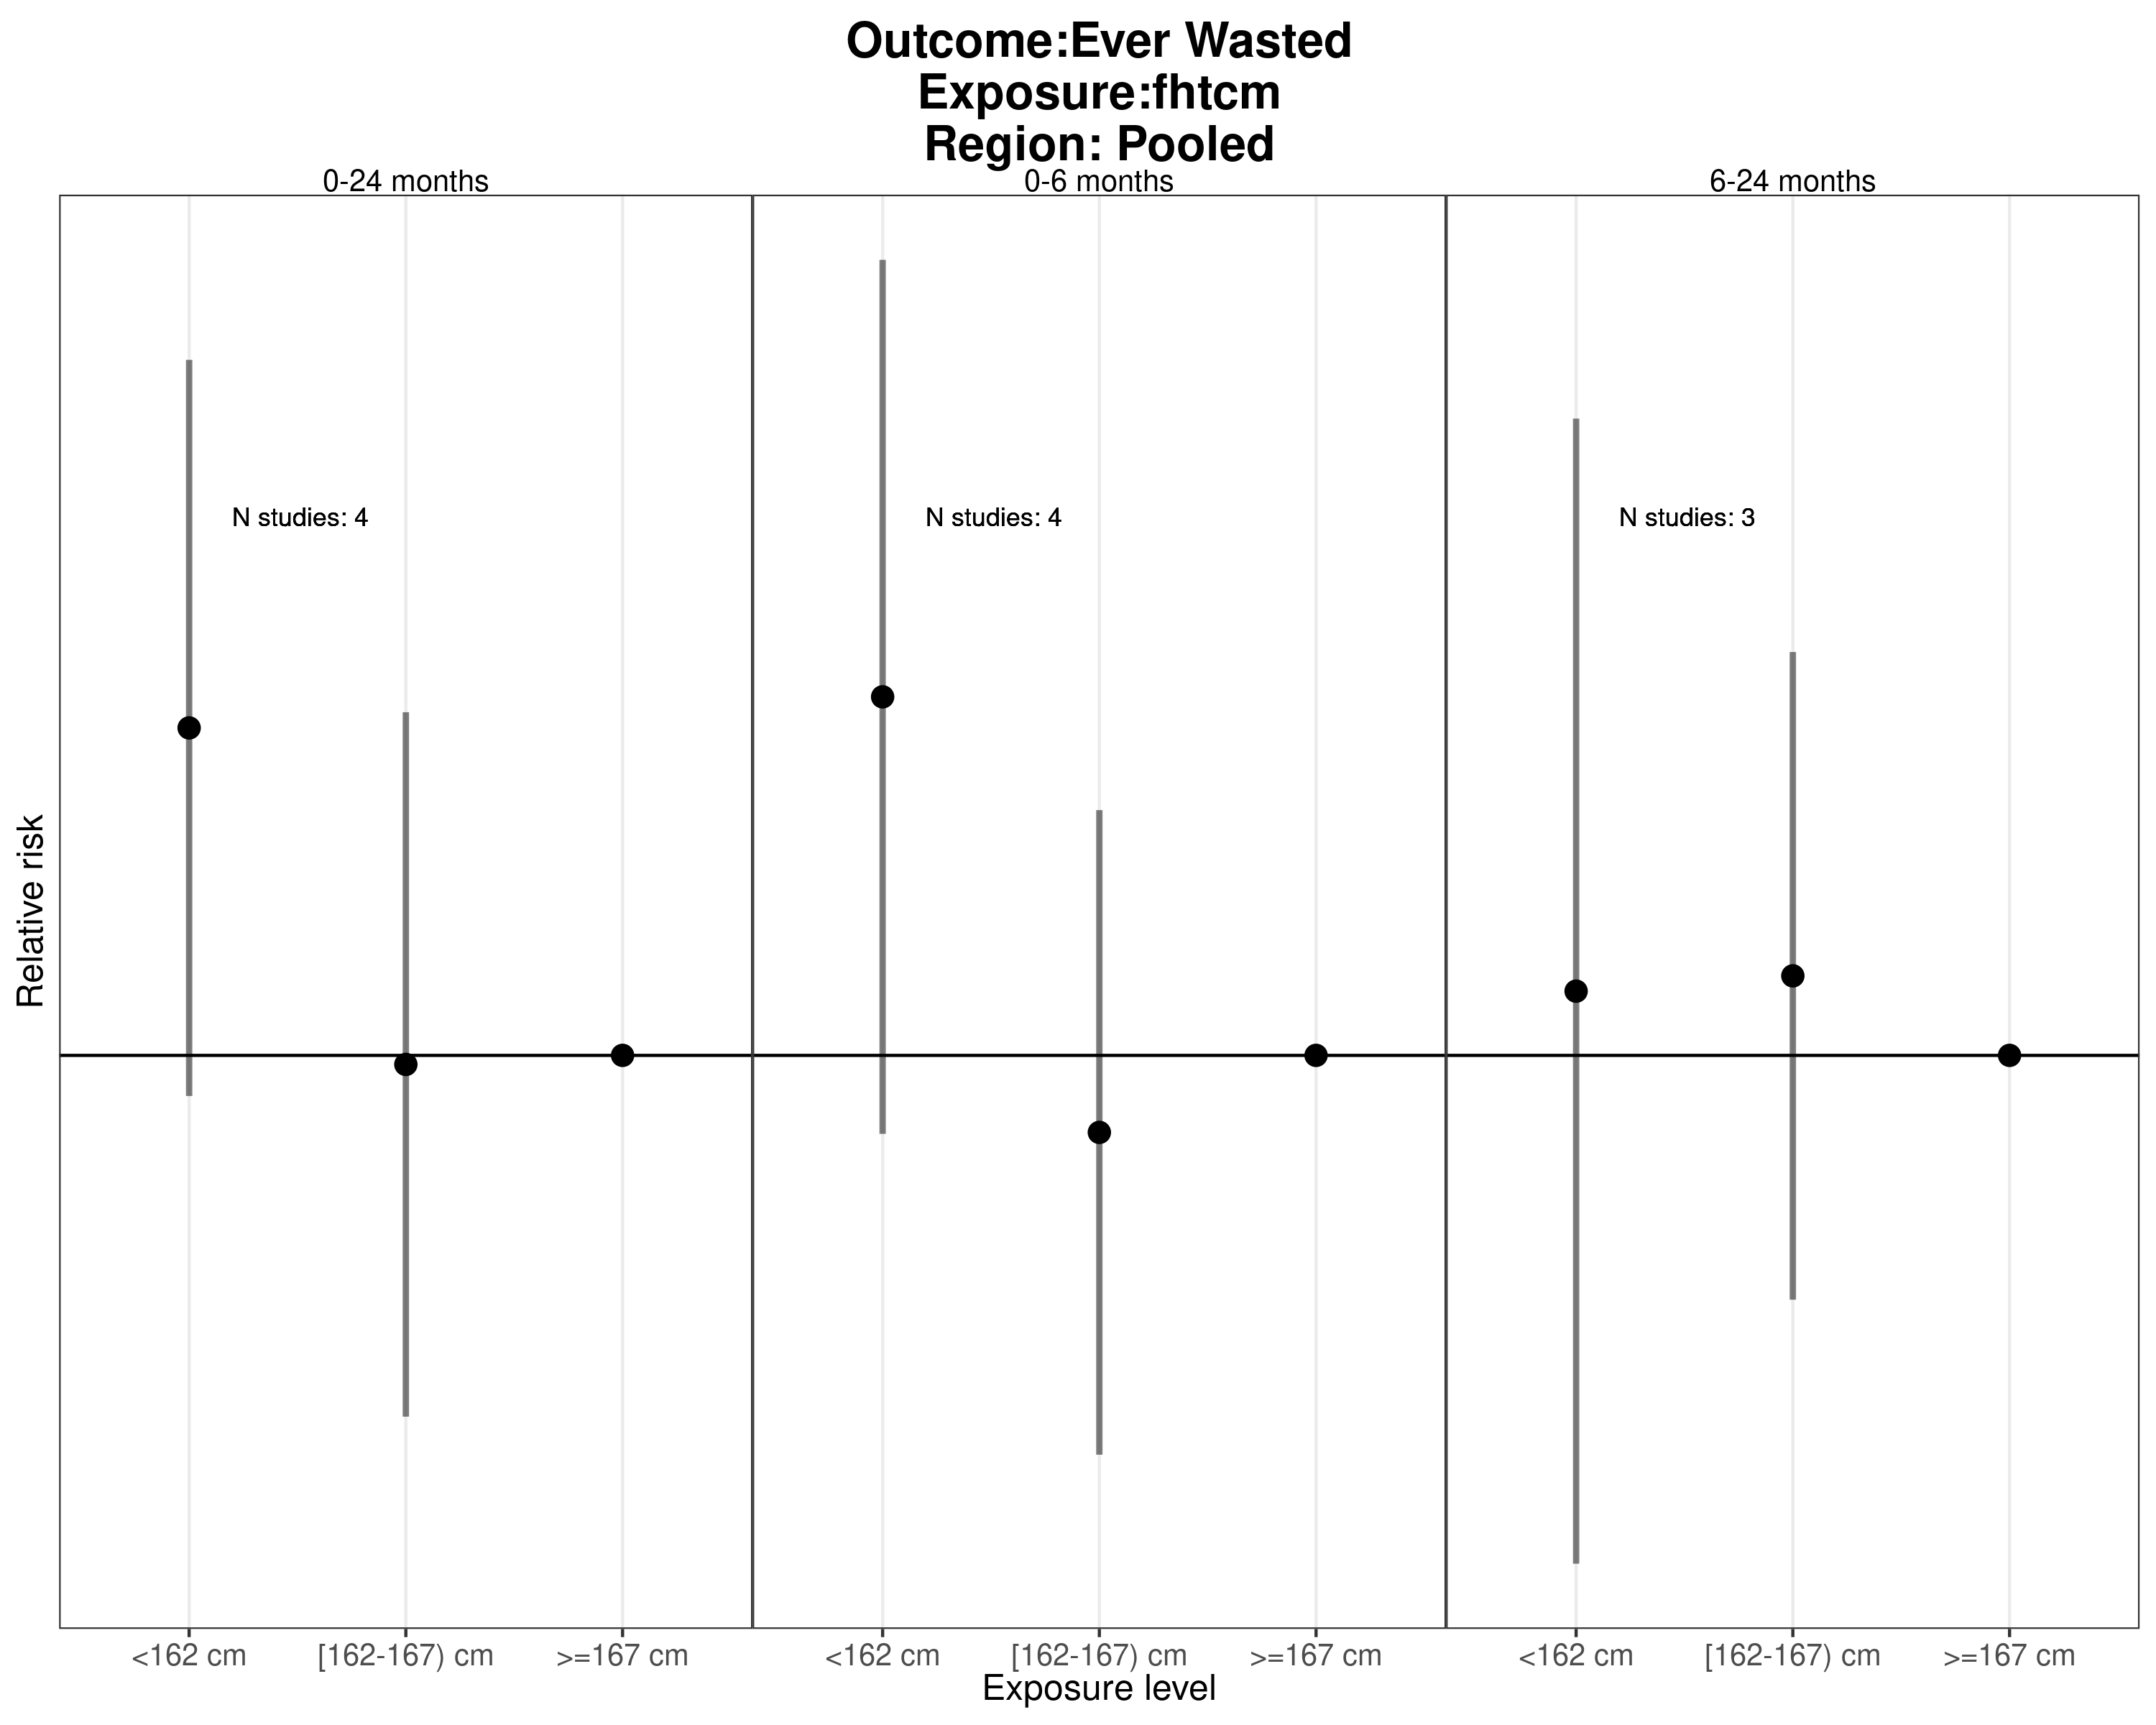 Outcome:Ever Wasted
Exposure:fhtcm
Region: Pooled
0-24 months
0-6 months
6-24 months
N studies: 4
N studies: 4
N studies: 3
Relative risk
<162 cm
[162-167) cm
>=167 cm
<162 cm
[162-167) cm
>=167 cm
<162 cm
[162-167) cm
>=167 cm
Exposure level